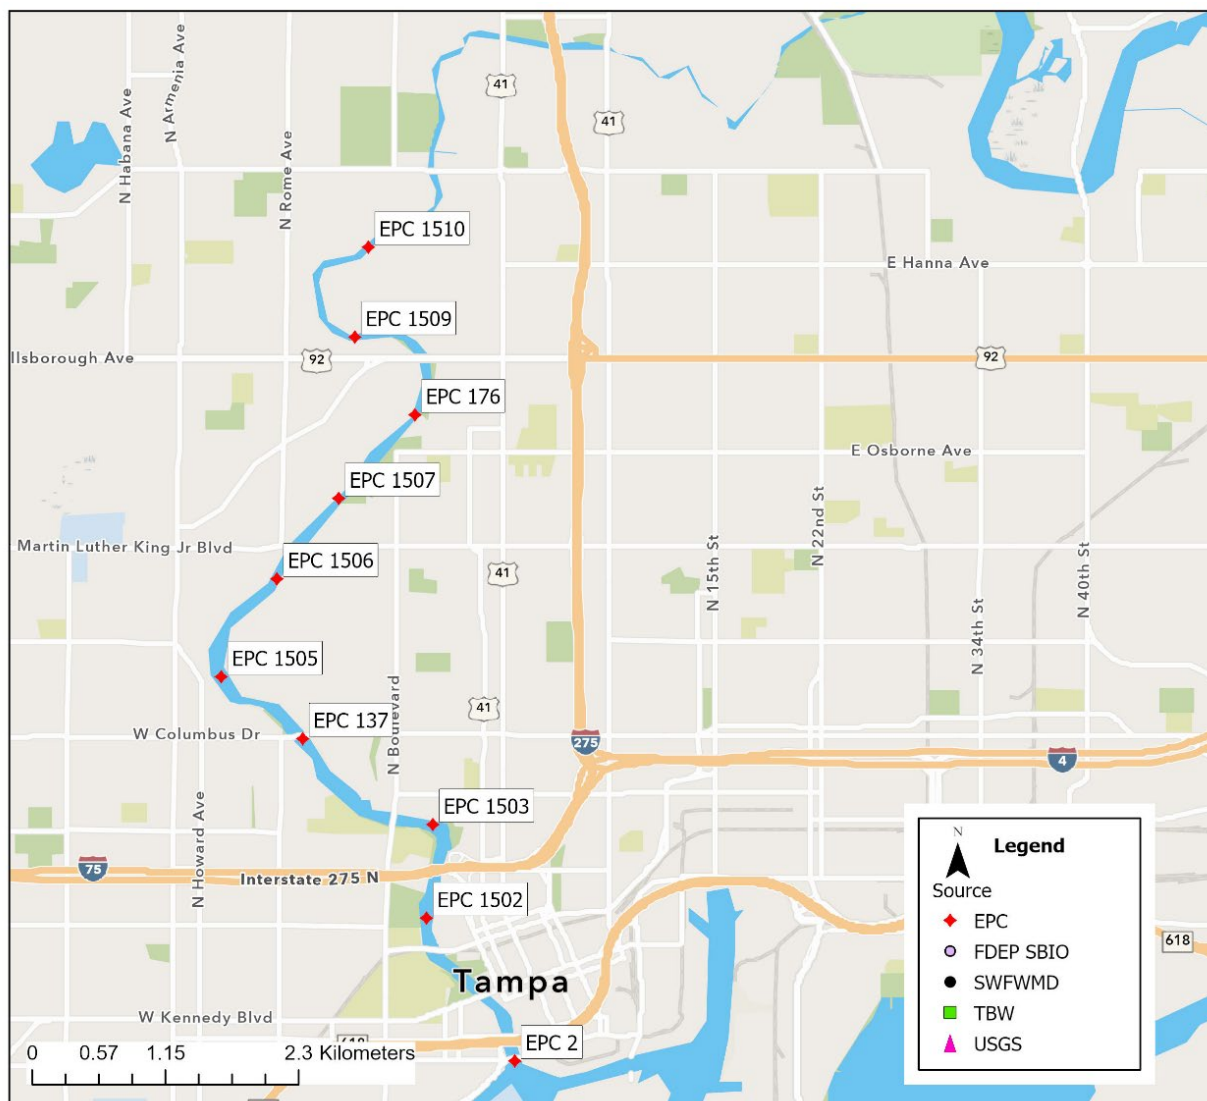 N Armenia Ave
N Habana Ave
N Rome Ave
41
41
EPC 1510
E Hanna Ave
EPC 1509
llsborough Ave
92
92
EPC 176
E Osborne Ave
EPC 1507
N 22nd St
Martin Luther King Jr Blvd
EPC 1506
41
N 15th St
N 40th St
N 34th St
EPC 1505
N Boulevard
41
EPC 137
W Columbus Dr
275
4
EPC 1503
N Howard Ave
75
Interstate 275 N
EPC 1502
618
Tampa
W Kennedy Blvd
618
EPC 2
0 0.57 1.15 2.3 Kilometers
N
Legend
Source
EPC
FDEP SBIO
SWFWMD
TBW
USGS